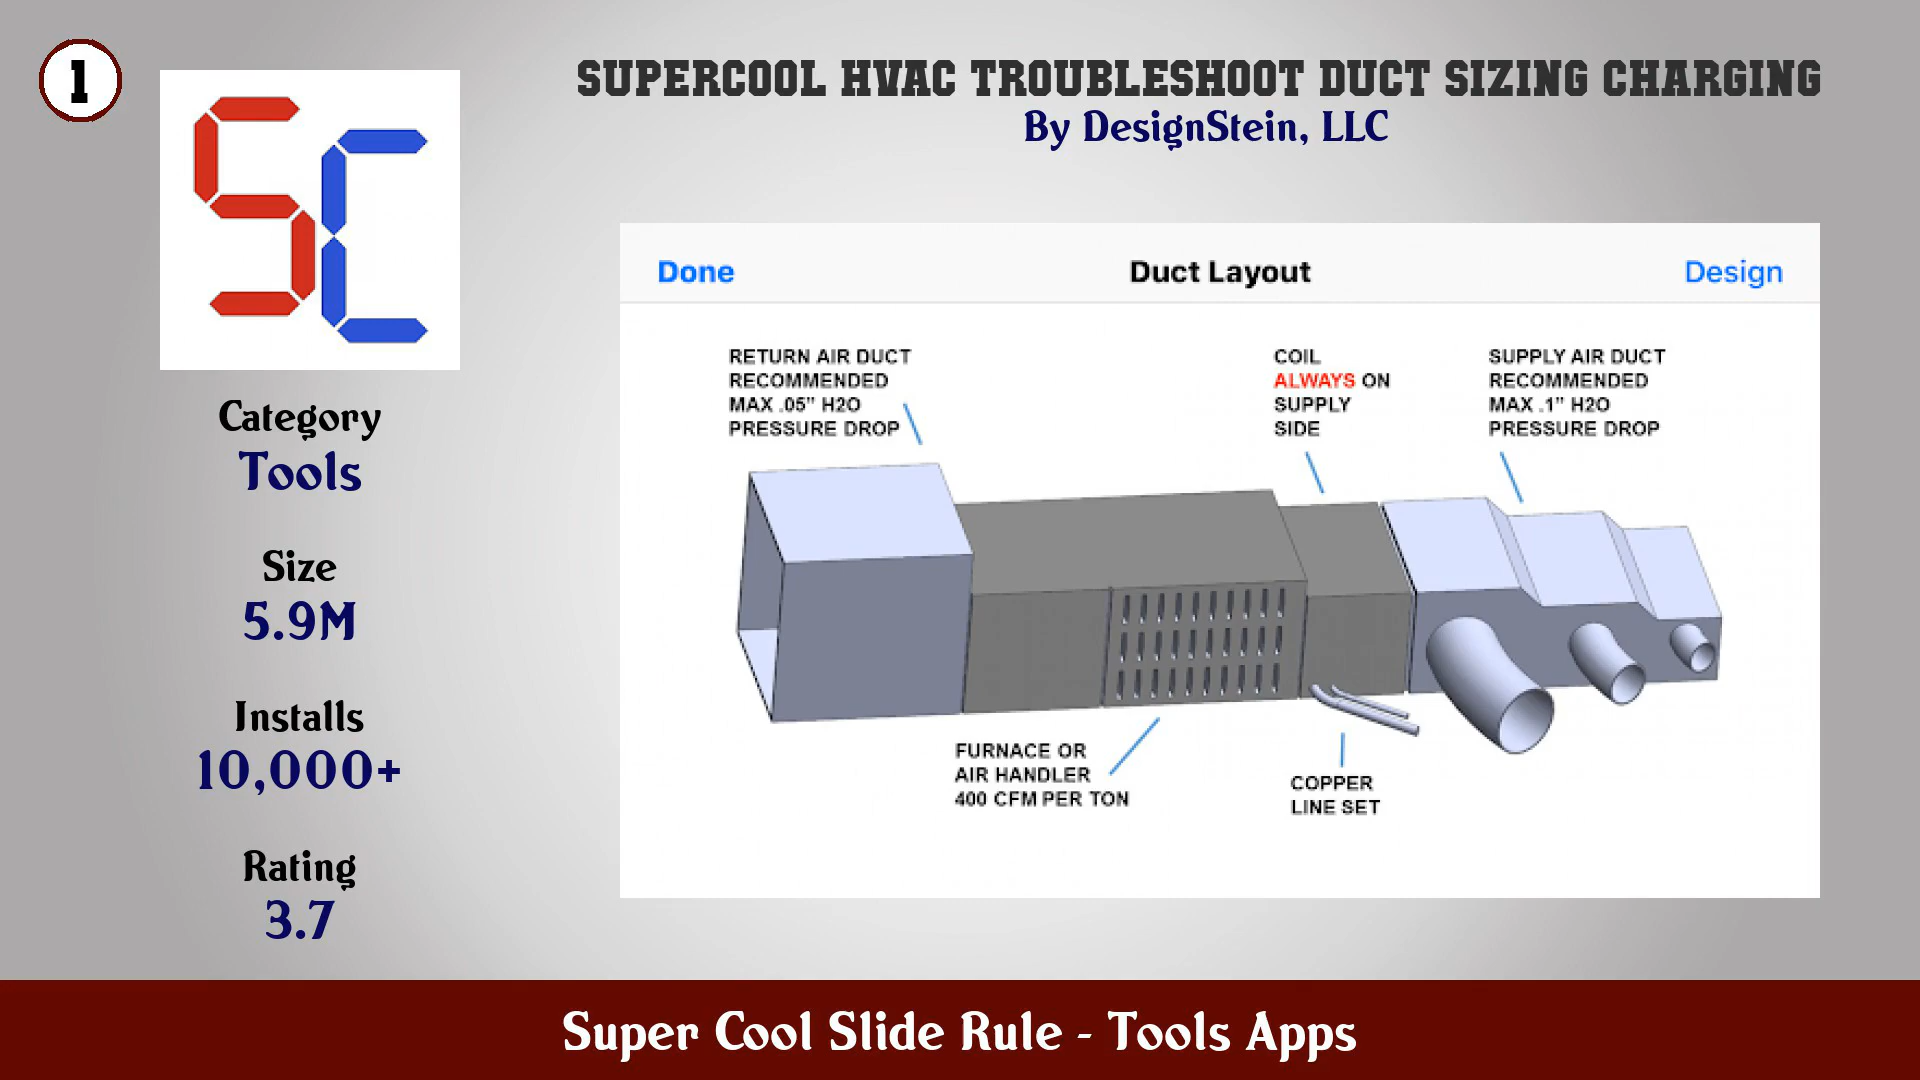 1
SC
SUPERCOOL HVAC TROUBLESHOOT DUCT SIZING CHARGING
By DesignStein, LLC
Category
Tools
Size
5.9M
Installs
10,000+
Rating
3.7
Done
Duct Layout
Design
RETURN AIR DUCT
RECOMMENDED
MAX .05" H2O
PRESSURE DROP
COIL
ALWAYS ON
SUPPLY
SIDE
SUPPLY AIR DUCT
RECOMMENDED
MAX .1" H2O
PRESSURE DROP
FURNACE OR
AIR HANDLER
400 CFM PER TON
COPPER
LINE SET
Super Cool Slide Rule - Tools Apps